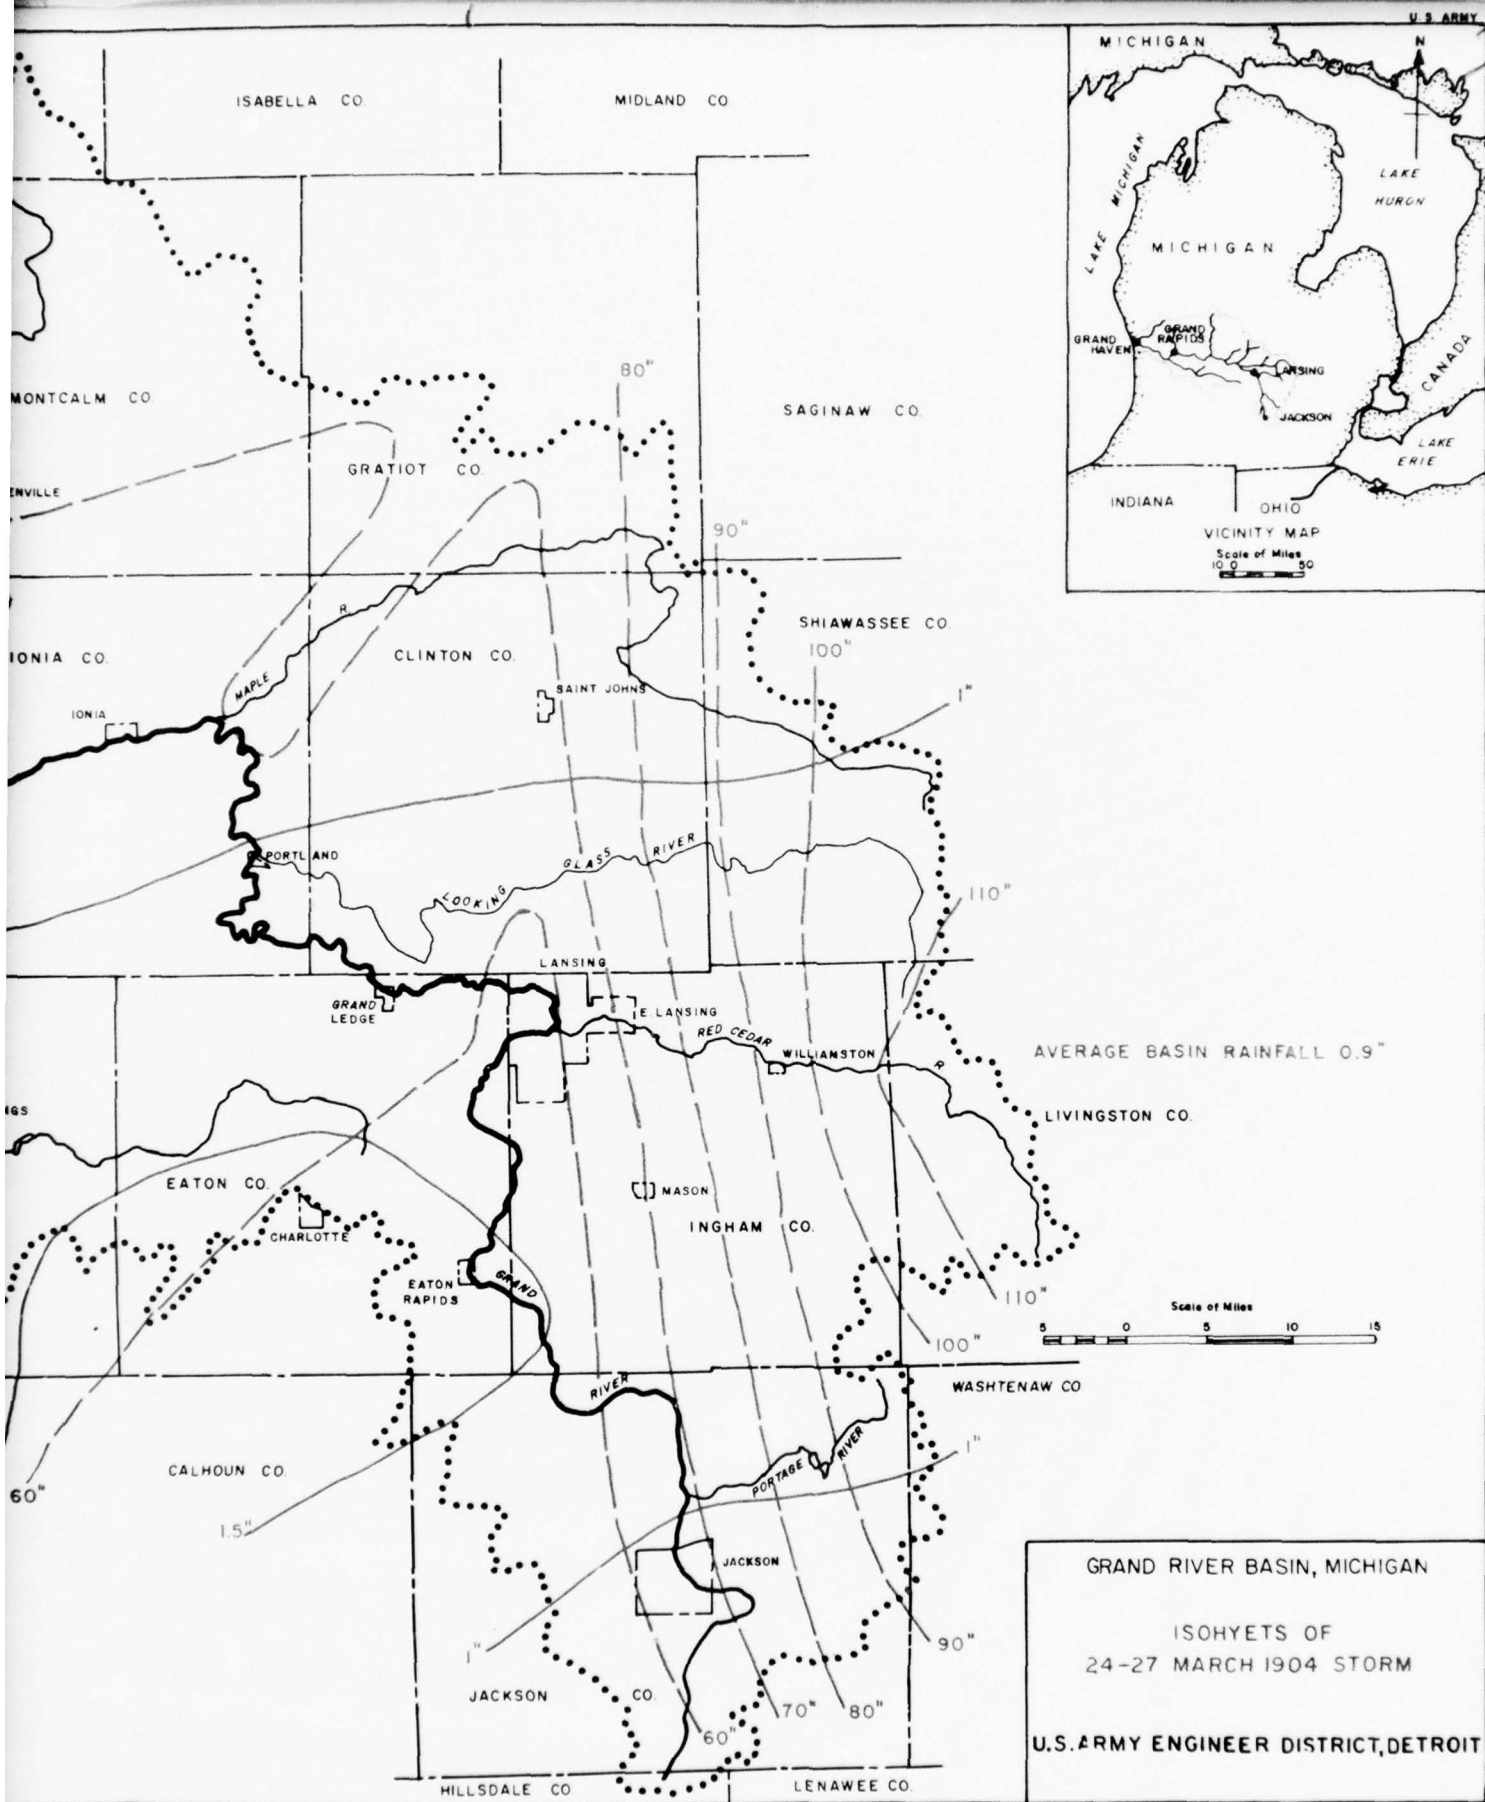 U.S. ARMY
ISABELLA CO.
MIDLAND CO
MICHIGAN
N
LAKE MICHIGAN
LAKE
HURON
MICHIGAN
GRAND
HAVEN
GRAND
RAPIDS
LANSING
JACKSON
CANADA
LAKE
ERIE
INDIANA
OHIO
VICINITY MAP
Scale of Miles
10 0 50
MONTCALM CO
80"
SAGINAW CO.
GRATIOT CO.
ENVILLE
90"
IONIA CO.
CLINTON CO.
SHIAWASSEE CO.
100"
MAPLE R.
SAINT JOHNS
1"
IONIA
PORTLAND
LOOKING GLASS RIVER
110"
LANSING
GRAND
LEDGE
E. LANSING
RED CEDAR R
WILLIAMSTON
AVERAGE BASIN RAINFALL 0.9"
LIVINGSTON CO.
NGS
EATON CO.
MASON
INGHAM CO.
CHARLOTTE
EATON
RAPIDS
GRAND RIVER
110"
100"
Scale of Miles
5 0 5 10 15
WASHTENAW CO
CALHOUN CO.
60"
1.5"
PORTAGE RIVER
1"
JACKSON
1"
90"
JACKSON CO.
70"
80"
60"
HILLSDALE CO
LENAWEE CO.
GRAND RIVER BASIN, MICHIGAN
ISOHYETS OF
24-27 MARCH 1904 STORM
U.S. ARMY ENGINEER DISTRICT, DETROIT